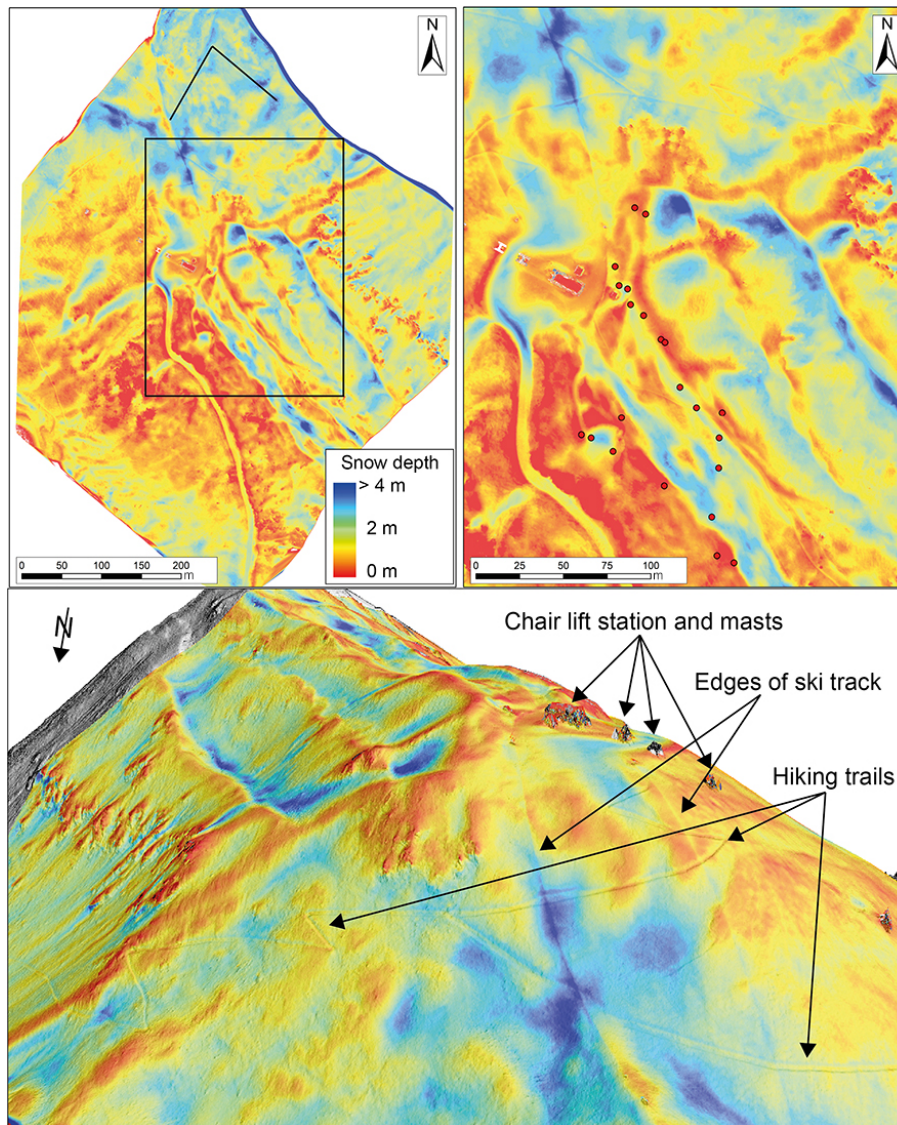 N
N
Snow depth
> 4 m
2 m
0 m
0 50 100 150 200
m
0 25 50 75 100
m
N
Chair lift station and masts
Edges of ski track
Hiking trails